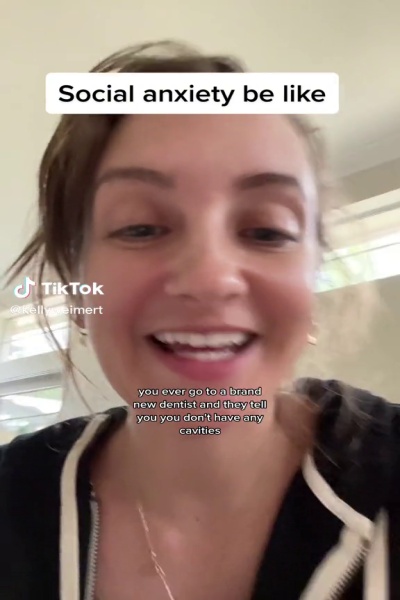 Social anxiety be like
TikTok
you ever go to a brand
new dentist and they tell
you you don't have any
cavities